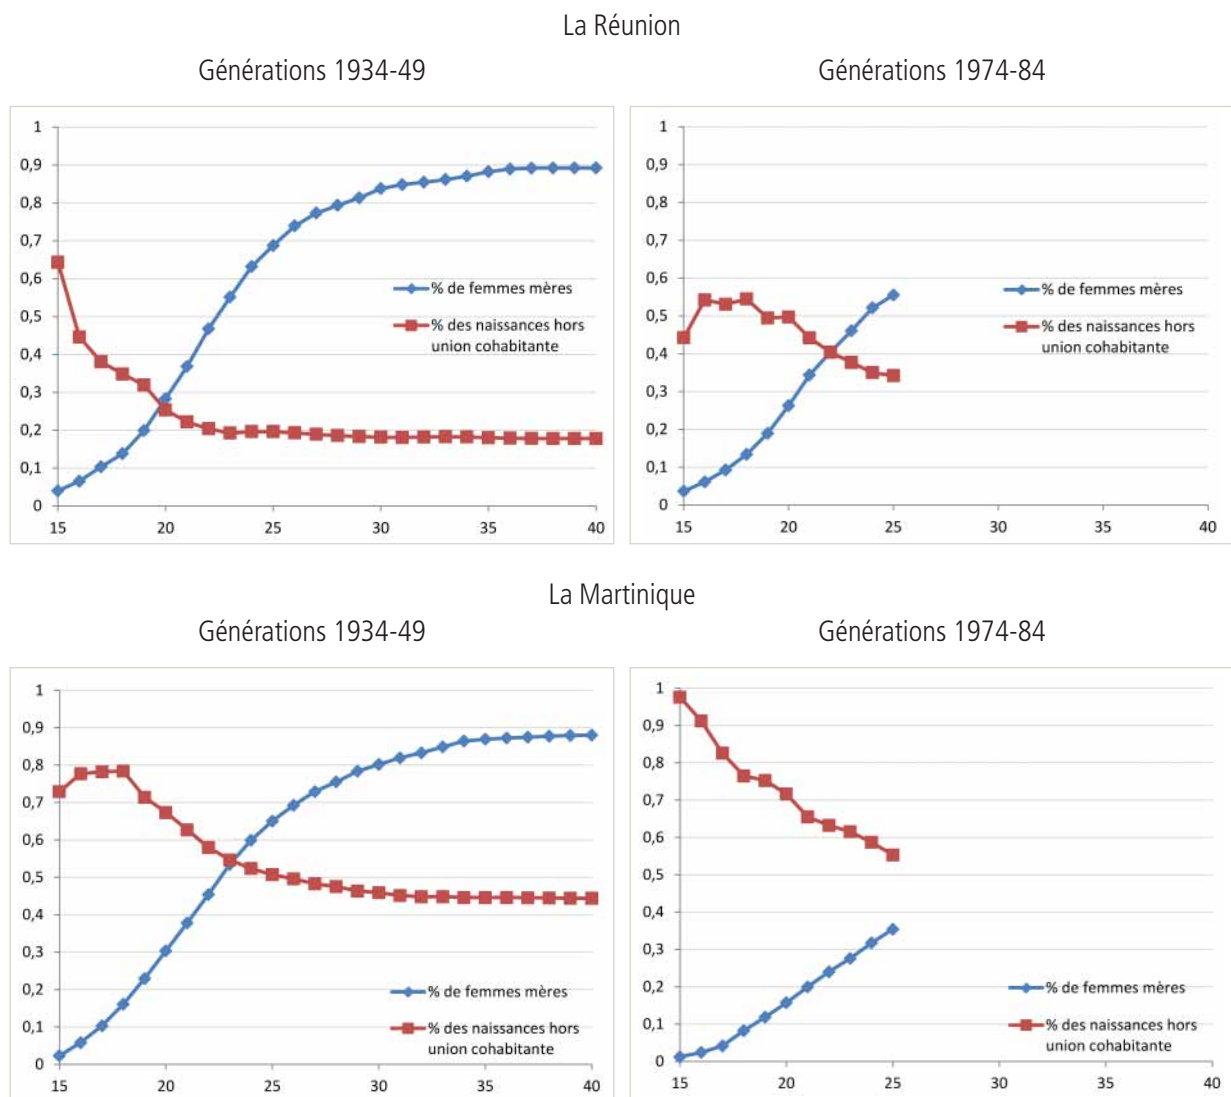 La Réunion
Générations 1934-49
Générations 1974-84
1
0,9
0,8
0,7
0,6
0,5
0,4
0,3
0,2
0,1
0
15 20 25 30 35 40
% de femmes mères
% des naissances hors
union cohabitante
1
0,9
0,8
0,7
0,6
0,5
0,4
0,3
0,2
0,1
0
15 20 25 30 35 40
% de femmes mères
% des naissances hors
union cohabitante
La Martinique
Générations 1934-49
Générations 1974-84
1
0,9
0,8
0,7
0,6
0,5
0,4
0,3
0,2
0,1
0
15 20 25 30 35 40
% de femmes mères
% des naissances hors
union cohabitante
1
0,9
0,8
0,7
0,6
0,5
0,4
0,3
0,2
0,1
0
15 20 25 30 35 40
% de femmes mères
% des naissances hors
union cohabitante